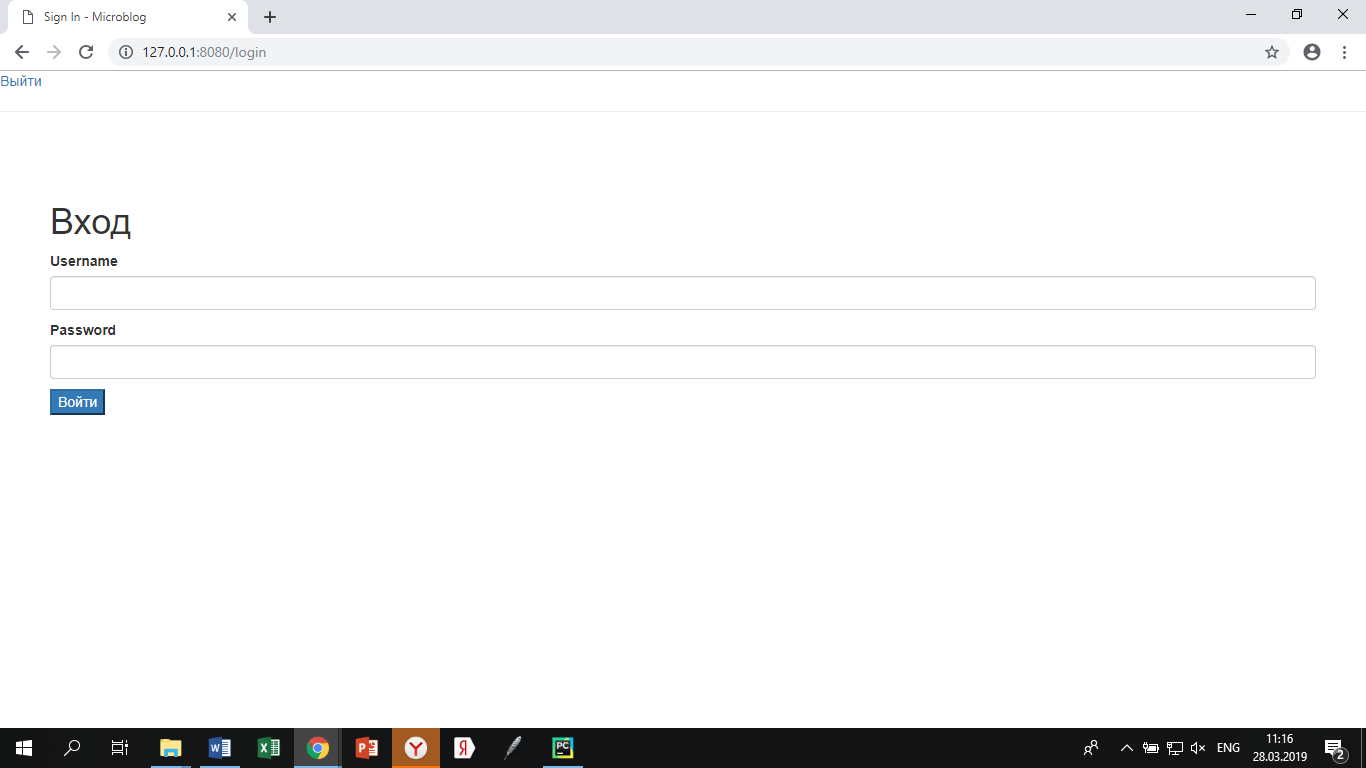 Sign In - Microblog
127.0.0.1:8080/login
Выйти
Вход
Username
Password
Войти
W
X
P
Y
Я
PC
ENG
11:16
28.03.2019
2